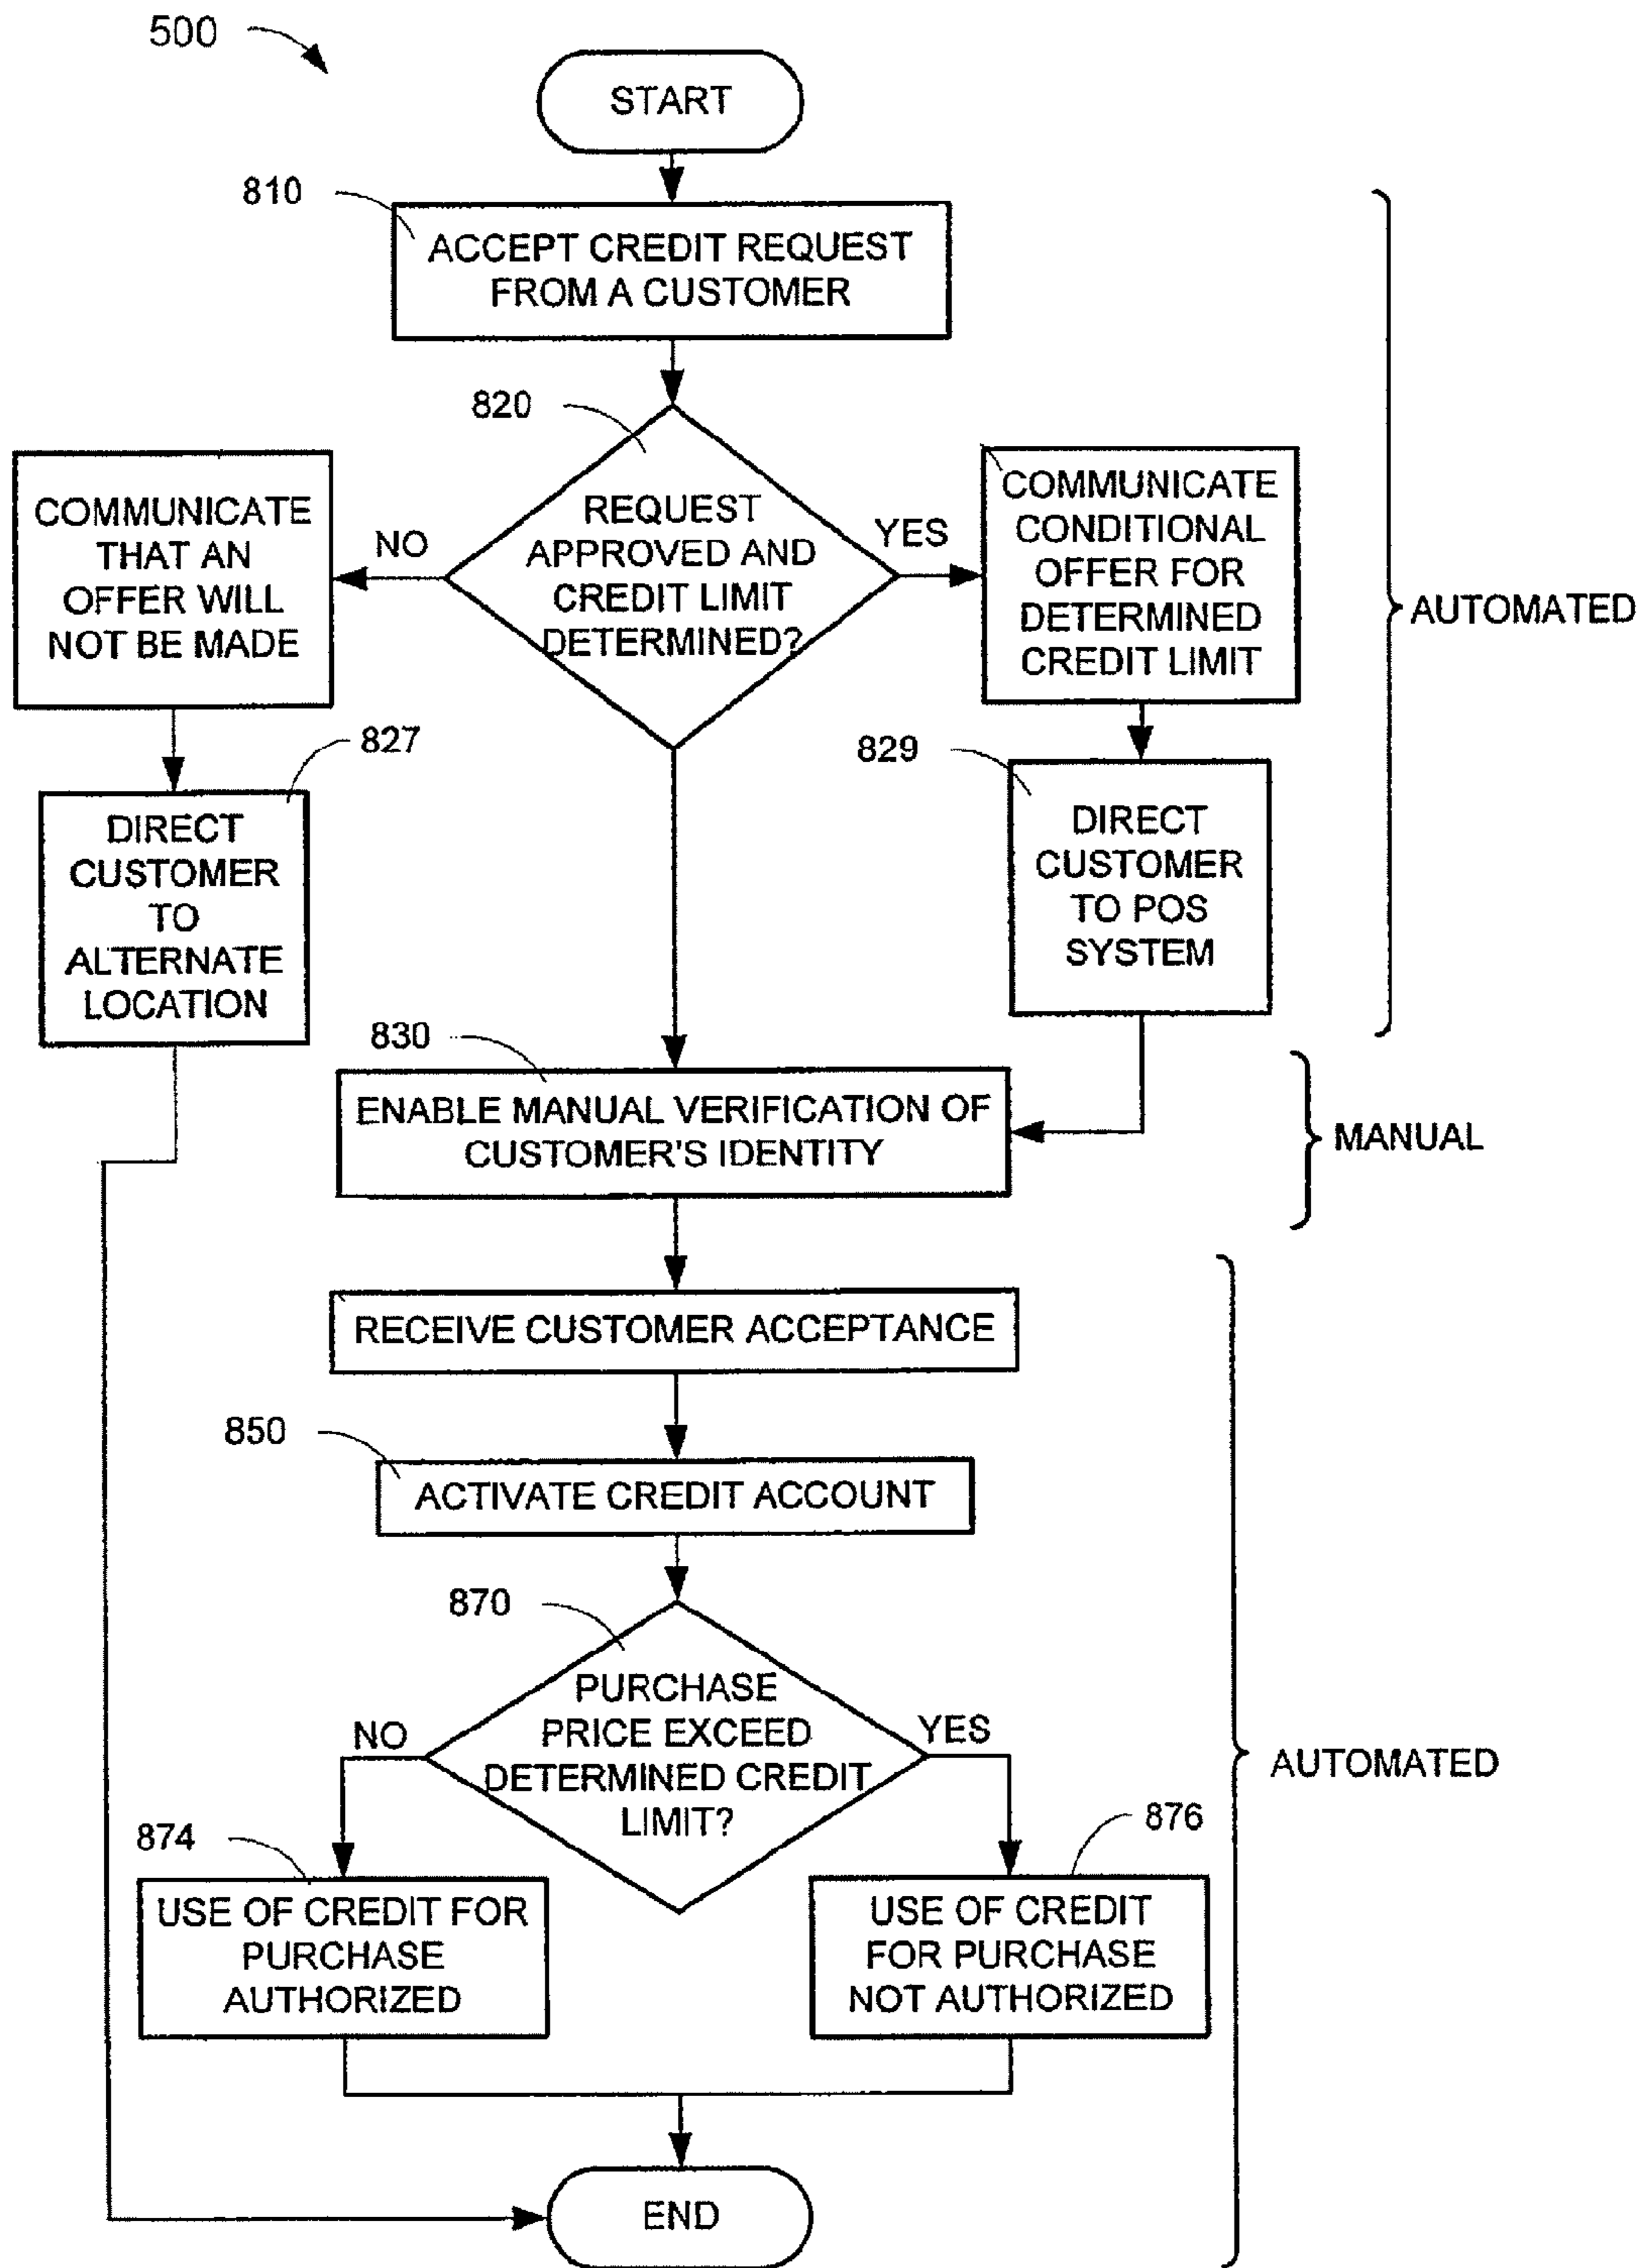 500
START
810
ACCEPT CREDIT REQUEST
FROM A CUSTOMER
820
REQUEST
APPROVED AND
CREDIT LIMIT
DETERMINED?
NO
YES
COMMUNICATE
THAT AN
OFFER WILL
NOT BE MADE
COMMUNICATE
CONDITIONAL
OFFER FOR
DETERMINED
CREDIT LIMIT
AUTOMATED
827
DIRECT
CUSTOMER
TO
ALTERNATE
LOCATION
829
DIRECT
CUSTOMER
TO POS
SYSTEM
830
ENABLE MANUAL VERIFICATION OF
CUSTOMER'S IDENTITY
MANUAL
RECEIVE CUSTOMER ACCEPTANCE
850
ACTIVATE CREDIT ACCOUNT
870
PURCHASE
PRICE EXCEED
DETERMINED CREDIT
LIMIT?
NO
YES
AUTOMATED
874
USE OF CREDIT FOR
PURCHASE
AUTHORIZED
876
USE OF CREDIT
FOR PURCHASE
NOT AUTHORIZED
END